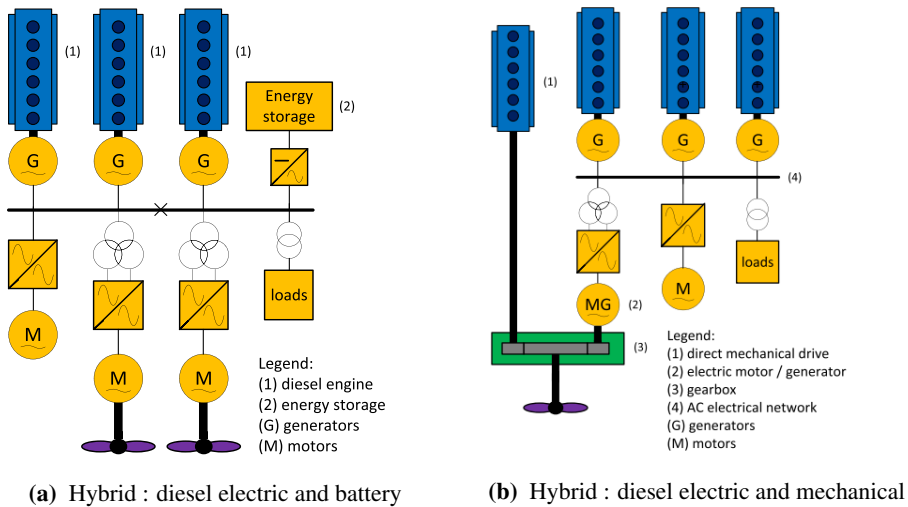 (1)
(1)
(1)
Energy
storage
(2)
G
G
G
loads
M
M
M
Legend:
(1) diesel engine
(2) energy storage
(G) generators
(M) motors
(a) Hybrid : diesel electric and battery
(1)
G
G
G
(4)
loads
MG
(2)
M
(3)
Legend:
(1) direct mechanical drive
(2) electric motor / generator
(3) gearbox
(4) AC electrical network
(G) generators
(M) motors
(b) Hybrid : diesel electric and mechanical